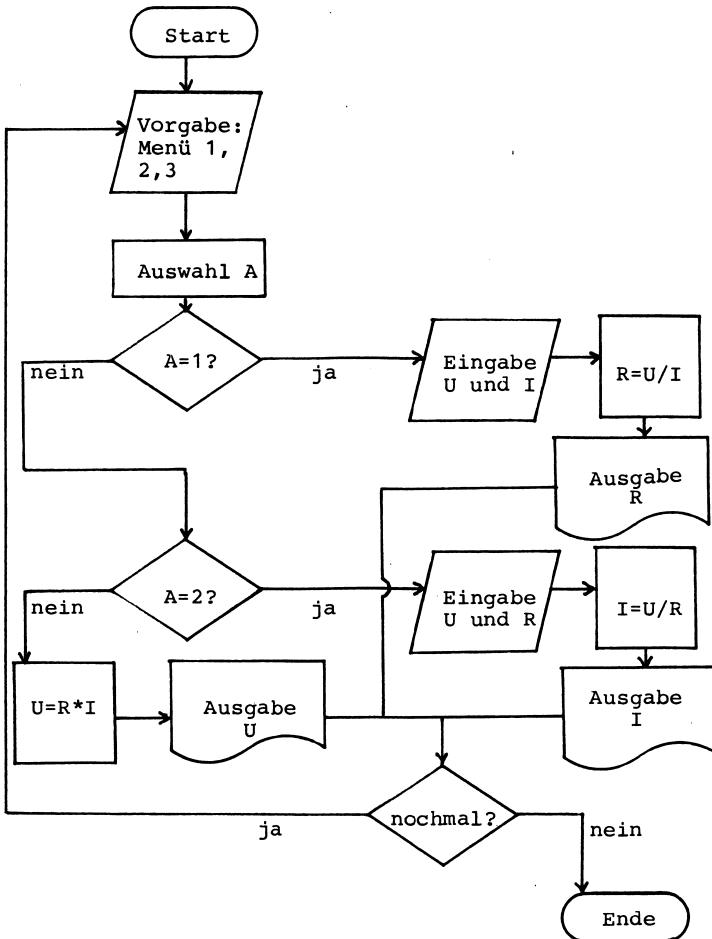 Start
Vorgabe:
Menü 1,
2,3
Auswahl A
A=1?
nein
ja
Eingabe
U und I
R=U/I
Ausgabe
R
A=2?
nein
ja
Eingabe
U und R
I=U/R
U=R*I
Ausgabe
U
Ausgabe
I
nochmal?
ja
nein
Ende